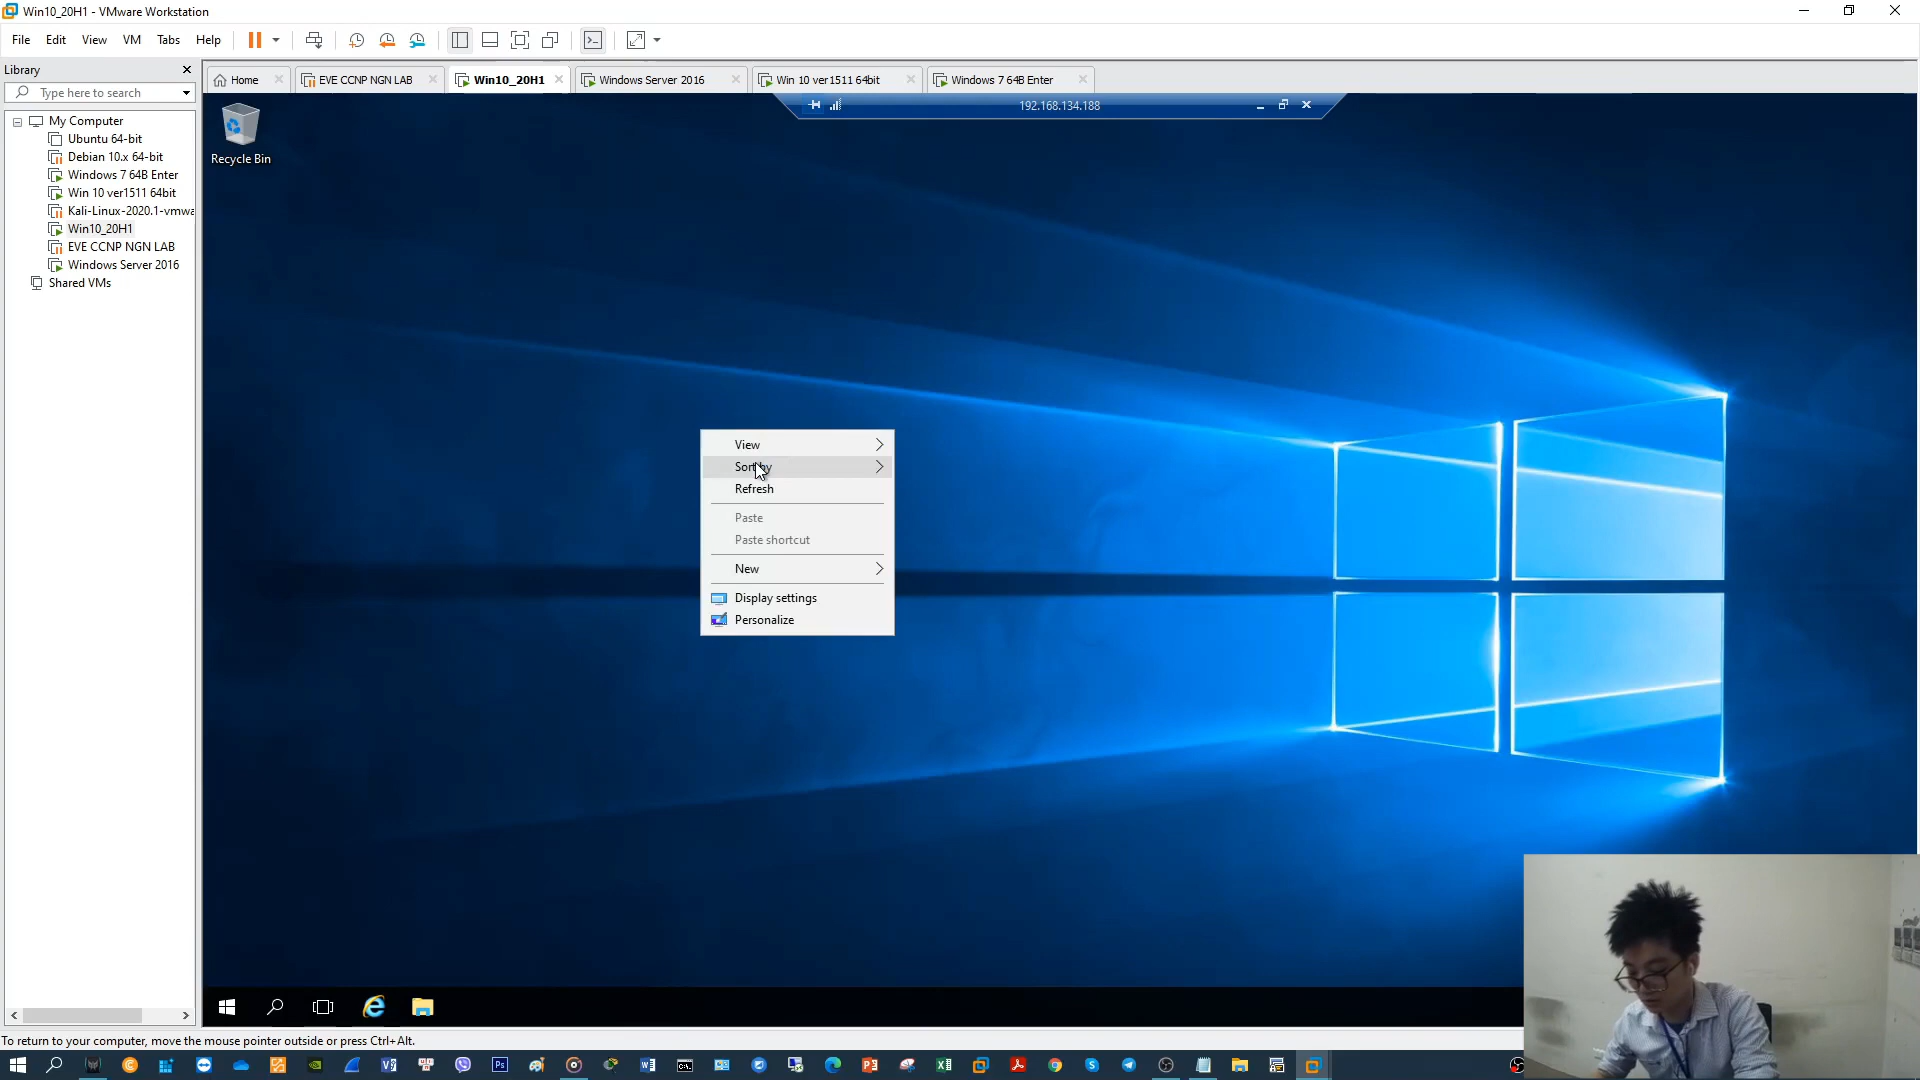 Win10_20H1 - VMware Workstation
File Edit View VM Tabs Help
Library
Type here to search
My Computer
Ubuntu 64-bit
Debian 10.x 64-bit
Windows 7 64B Enter
Win 10 ver1511 64bit
Kali-Linux-2020.1-vmwa
Win10_20H1
EVE CCNP NGN LAB
Windows Server 2016
Shared VMs
Home
EVE CCNP NGN LAB
Win10_20H1
Windows Server 2016
Win 10 ver1511 64bit
Windows 7 64B Enter
192.168.134.188
Recycle Bin
View
Sort by
Refresh
Paste
Paste shortcut
New
Display settings
Personalize
To return to your computer, move the mouse pointer outside or press Ctrl+Alt.